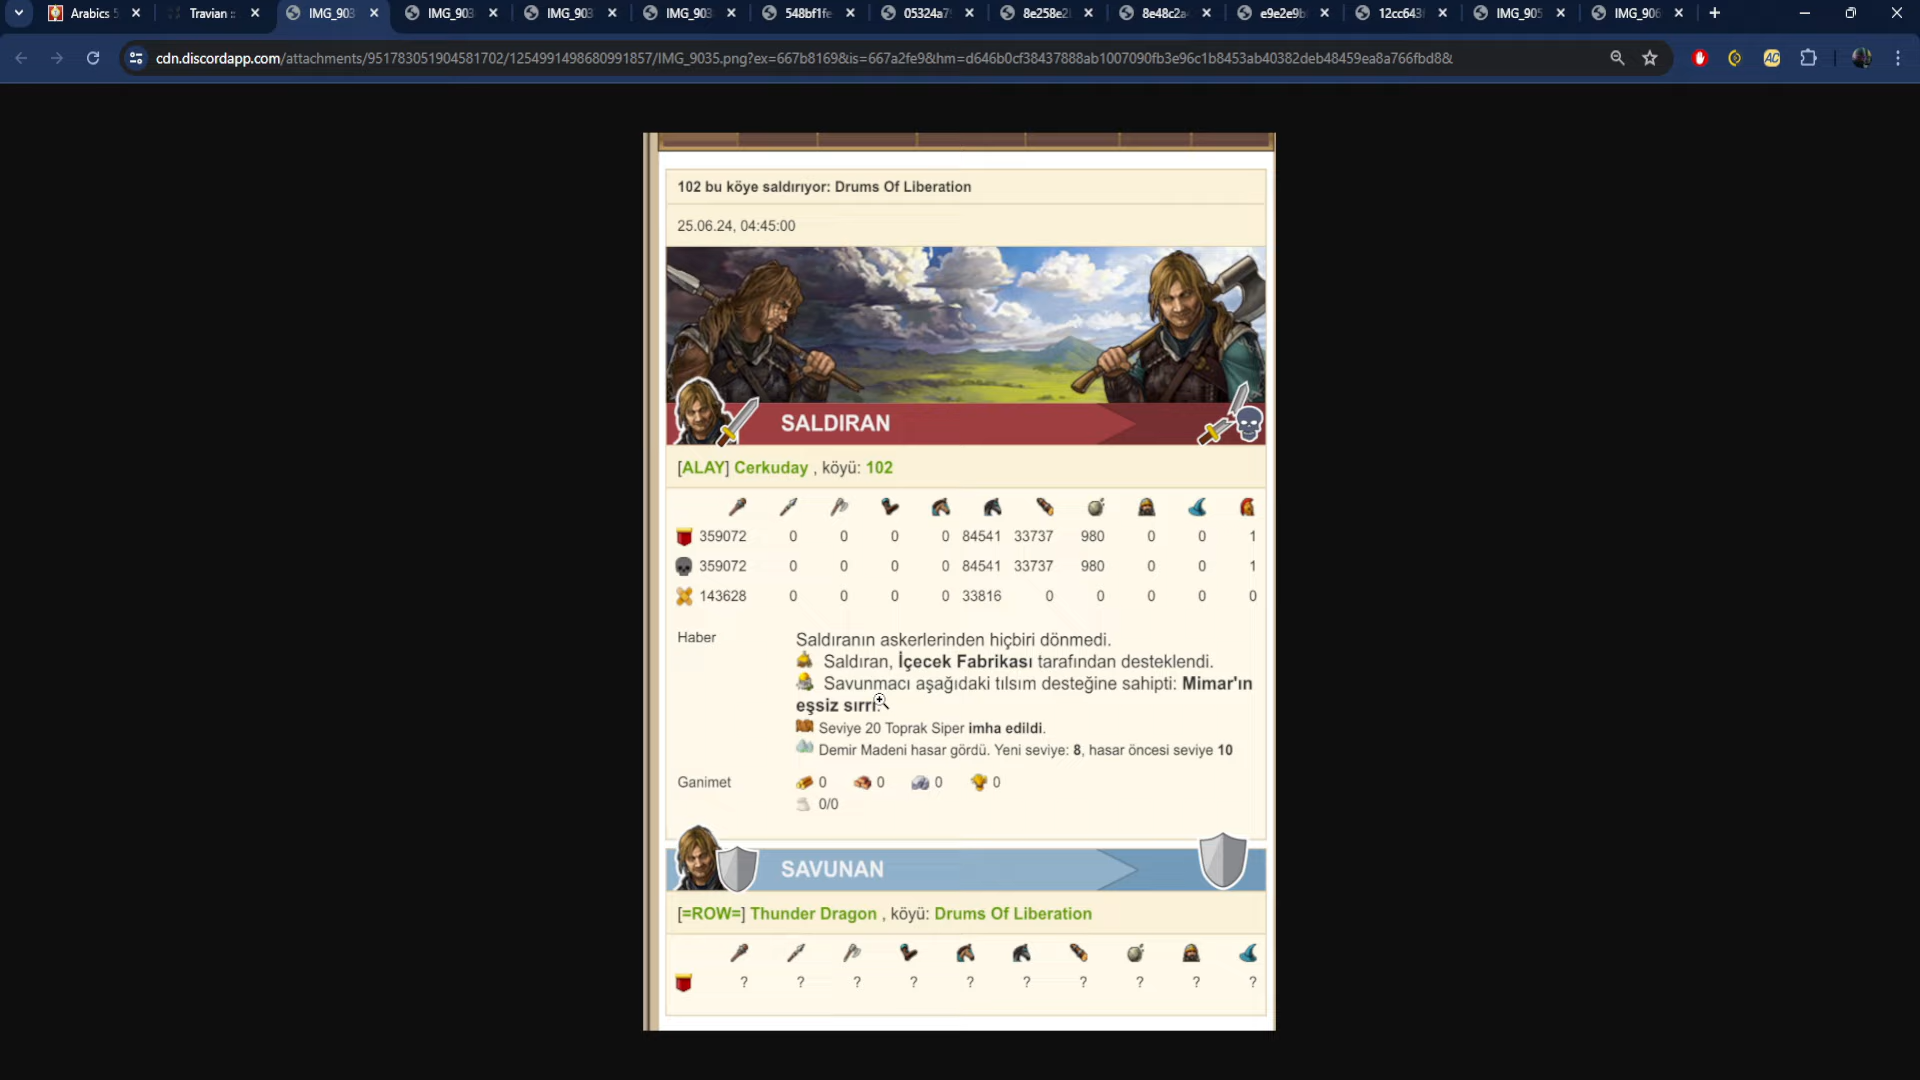 Arabics 5
Travian ::
IMG_903
IMG_903
IMG_903
IMG_903
548bf1fe
05324a7
8e258e2
8e48c2a
e9e2e9b
12cc643
IMG_905
IMG_906
cdn.discordapp.com/attachments/951783051904581702/1254991498680991857/IMG_9035.png?ex=667b8169&is=667a2fe9&hm=d646b0cf38437888ab1007090fb3e96c1b8453ab40382deb48459ea8a766fbd8&
102 bu köye saldırıyor: Drums Of Liberation
25.06.24, 04:45:00
SALDIRAN
[ALAY] Cerkuday , köyü: 102
359072 0 0 0 0 84541 33737 980 0 0 1
359072 0 0 0 0 84541 33737 980 0 0 1
143628 0 0 0 0 33816 0 0 0 0 0
Haber
Saldıranın askerlerinden hiçbiri dönmedi.
Saldıran, İçecek Fabrikası tarafından desteklendi.
Savunmacı aşağıdaki tılsım desteğine sahipti: Mimar'ın
eşsiz sırrı.
Seviye 20 Toprak Siper imha edildi.
Demir Madeni hasar gördü. Yeni seviye: 8, hasar öncesi seviye 10
Ganimet 0 0 0 0
0/0
SAVUNAN
[=ROW=] Thunder Dragon , köyü: Drums Of Liberation
? ? ? ? ? ? ? ? ? ?